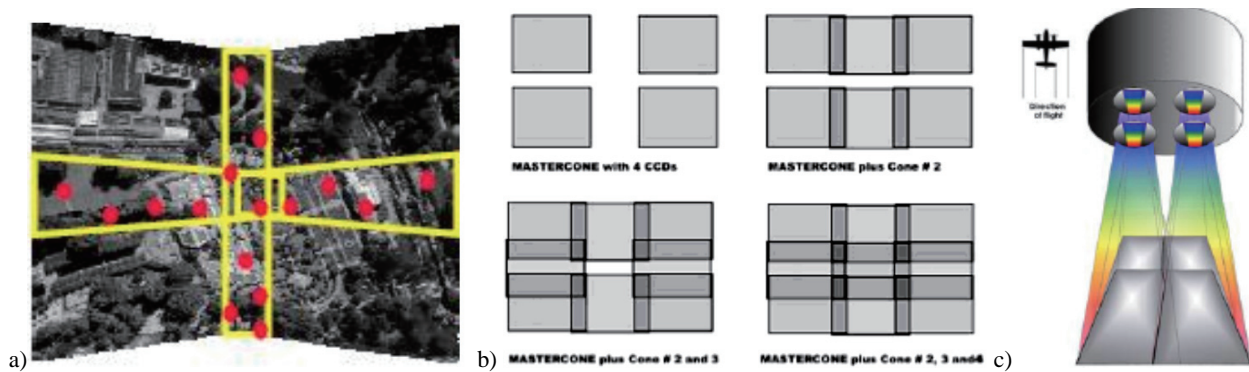 MASTERCONE with 4 CCDs
MASTERCONE plus Cone # 2
MASTERCONE plus Cone # 2 and 3
MASTERCONE plus Cone # 2, 3 and4
Direction
of flight
a)
b)
c)